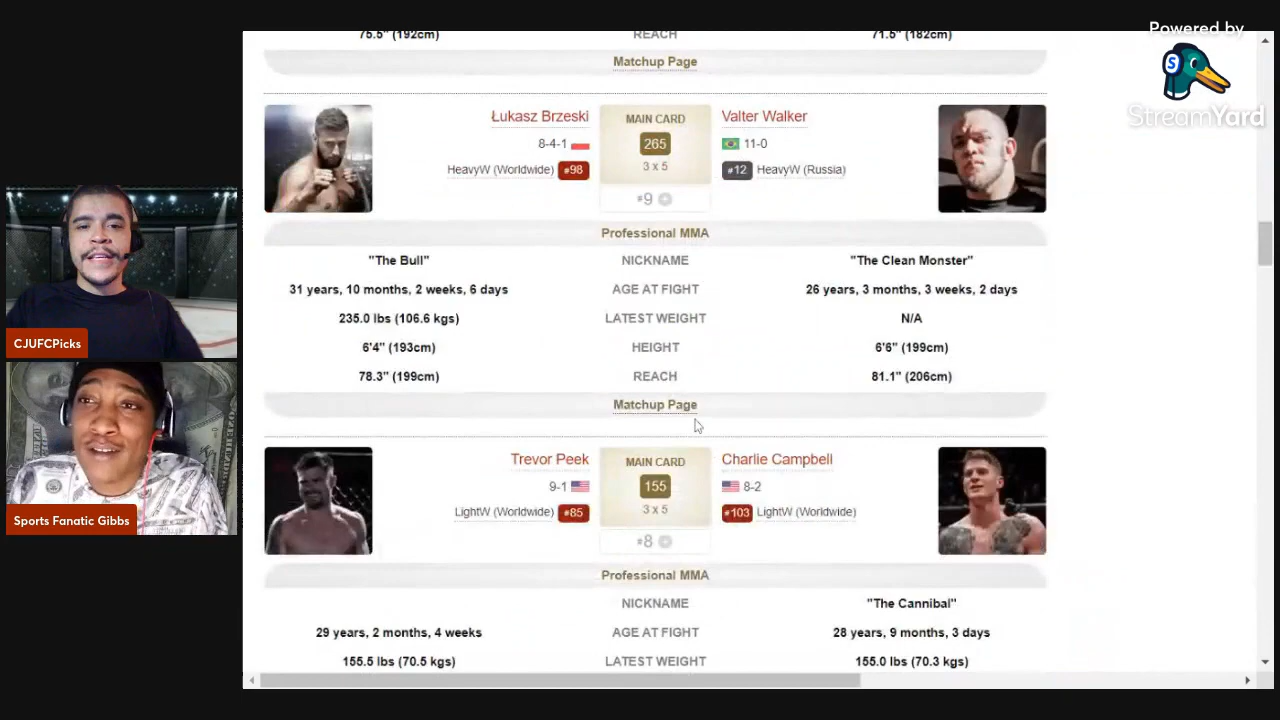 Powered by
StreamYard
75.5" (192cm) REACH 71.5" (182cm)
Matchup Page
Łukasz Brzeski MAIN CARD Valter Walker
8-4-1 265 11-0
HeavyW (Worldwide) #98 3 x 5 #12 HeavyW (Russia)
#9
Professional MMA
"The Bull" NICKNAME "The Clean Monster"
31 years, 10 months, 2 weeks, 6 days AGE AT FIGHT 26 years, 3 months, 3 weeks, 2 days
235.0 lbs (106.6 kgs) LATEST WEIGHT N/A
6'4" (193cm) HEIGHT 6'6" (199cm)
78.3" (199cm) REACH 81.1" (206cm)
Matchup Page
Trevor Peek MAIN CARD Charlie Campbell
9-1 155 8-2
LightW (Worldwide) #85 3 x 5 #103 LightW (Worldwide)
#8
Professional MMA
NICKNAME "The Cannibal"
29 years, 2 months, 4 weeks AGE AT FIGHT 28 years, 9 months, 3 days
155.5 lbs (70.5 kgs) LATEST WEIGHT 155.0 lbs (70.3 kgs)
CJUFCPicks
Sports Fanatic Gibbs